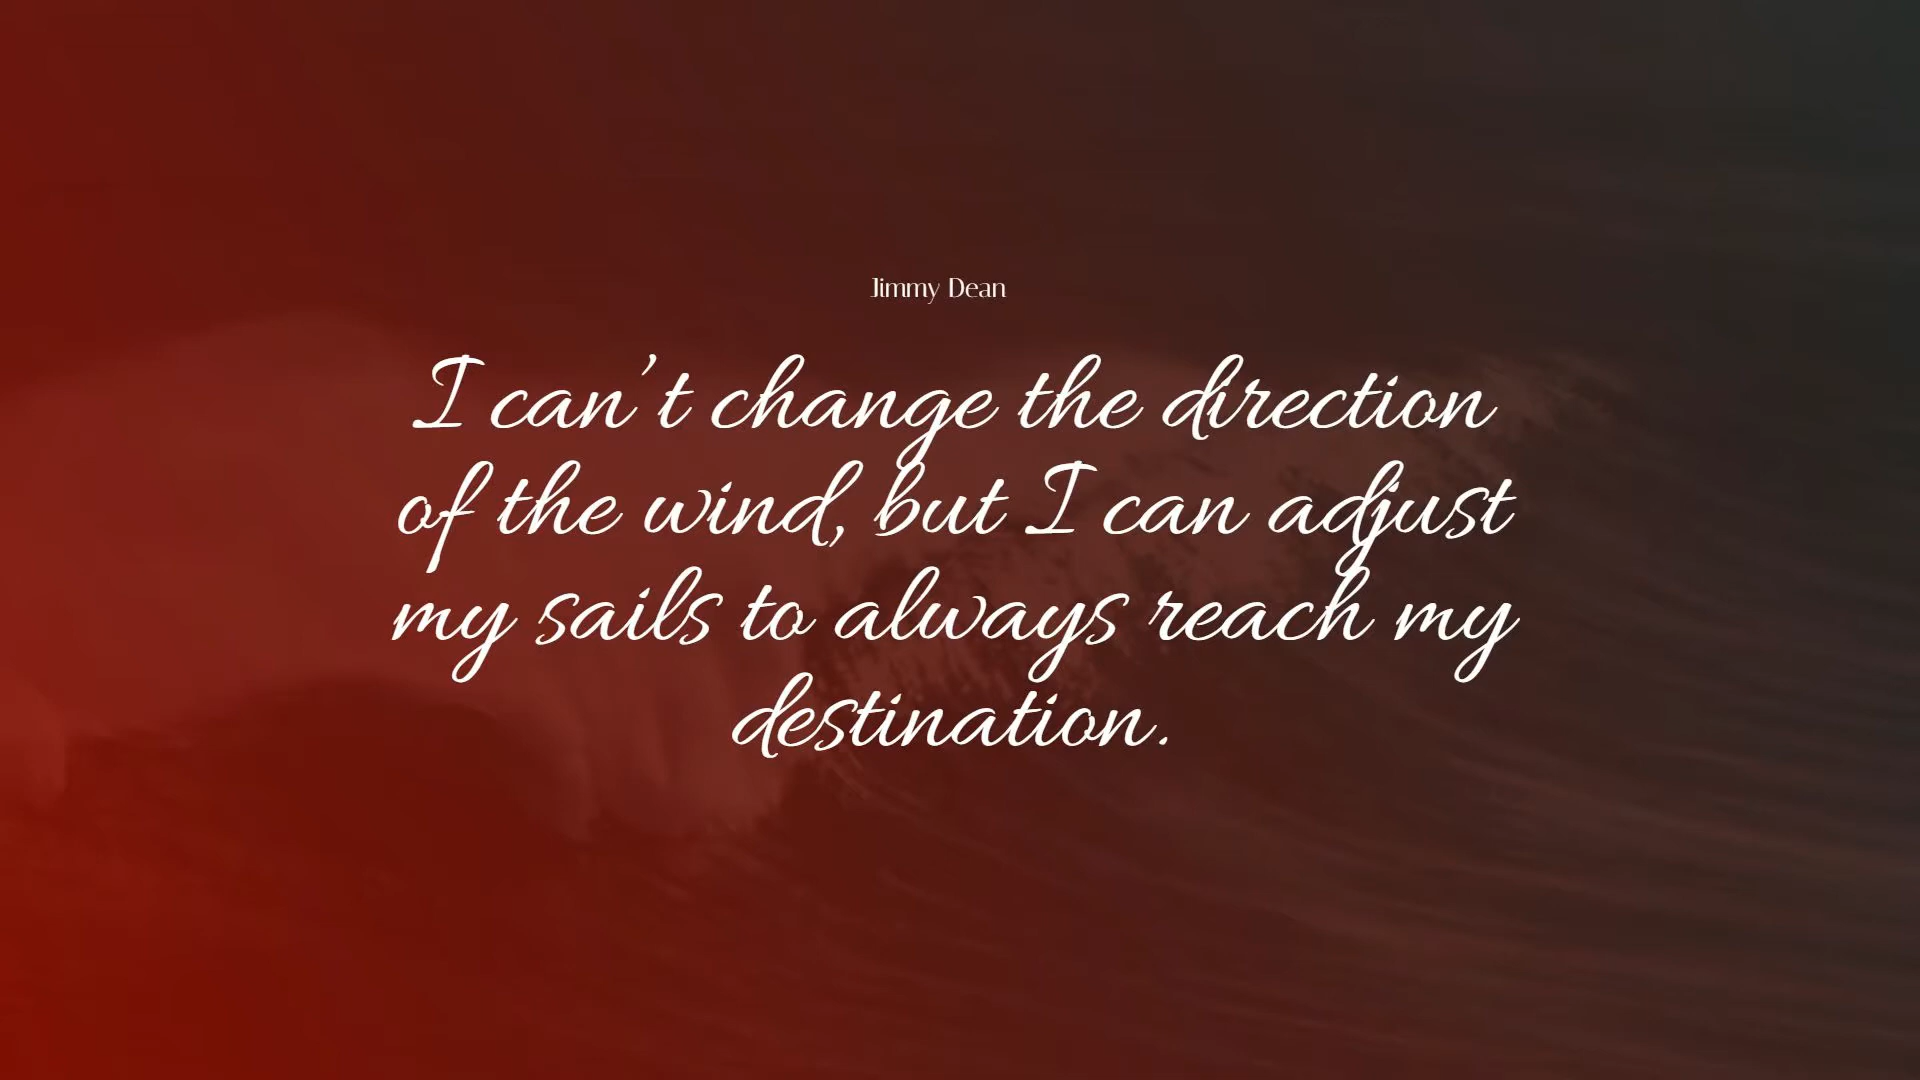 Jimmy Dean
I can’t change the direction
of the wind, but I can adjust
my sails to always reach my
destination.